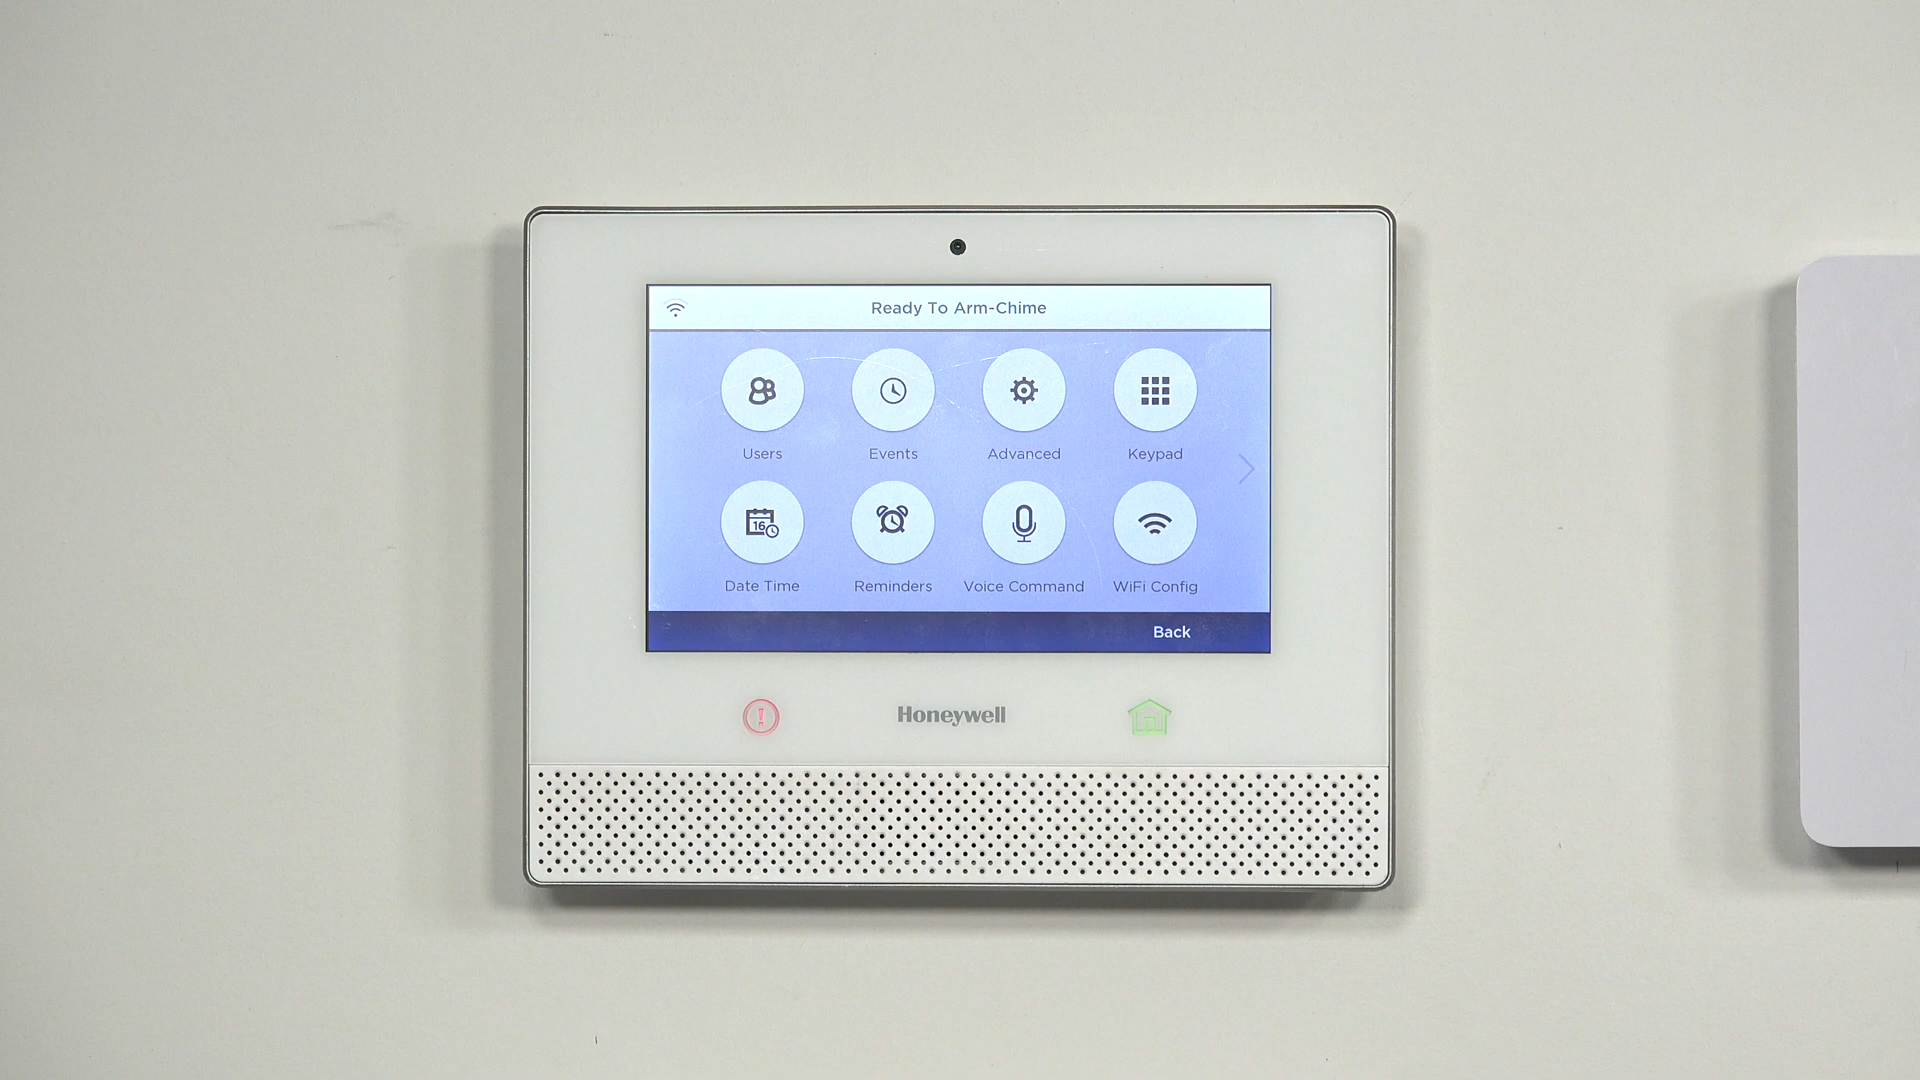 Ready To Arm-Chime
Users
Events
Advanced
Keypad
16
Date Time
Reminders
Voice Command
WiFi Config
Back
Honeywell